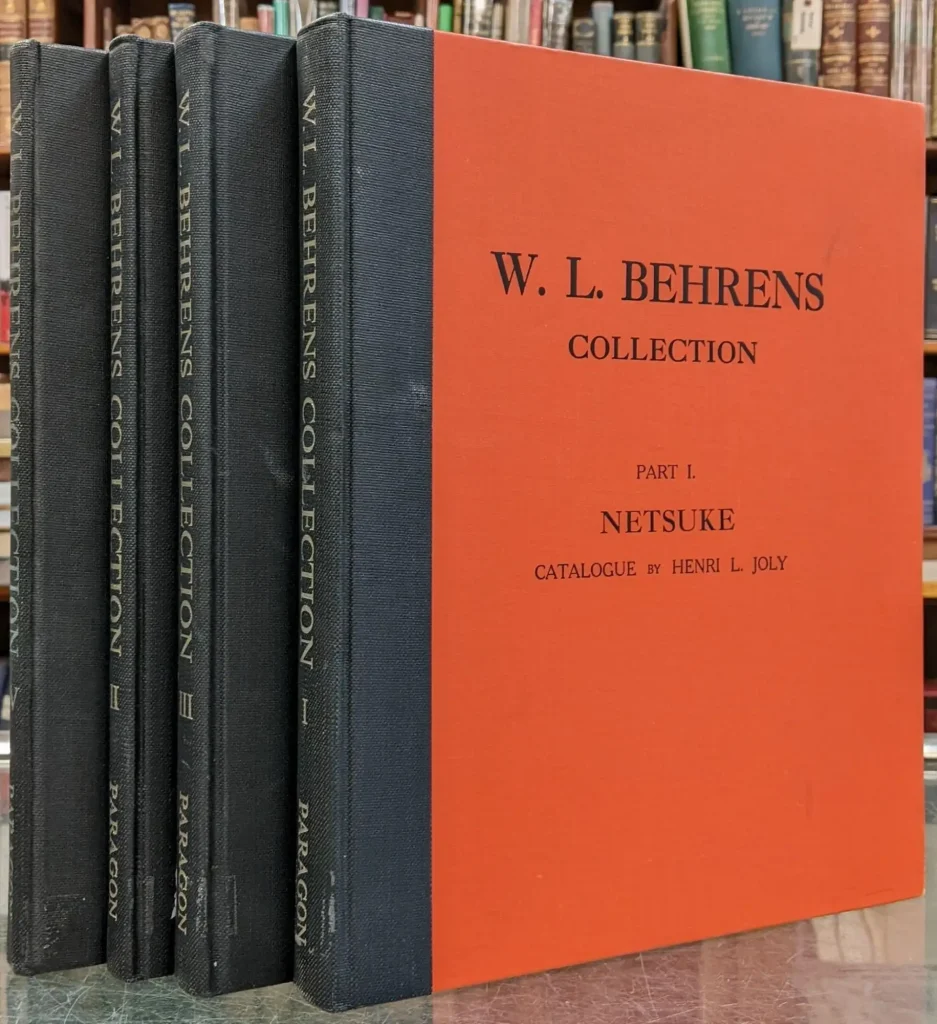 W. L. BEHRENS COLLECTION
W. L. BEHRENS COLLECTION II PARAGON
W. L. BEHRENS COLLECTION III PARAGON
W. L. BEHRENS COLLECTION I PARAGON
W. L. BEHRENS
COLLECTION
PART I.
NETSUKE
CATALOGUE BY HENRI L. JOLY